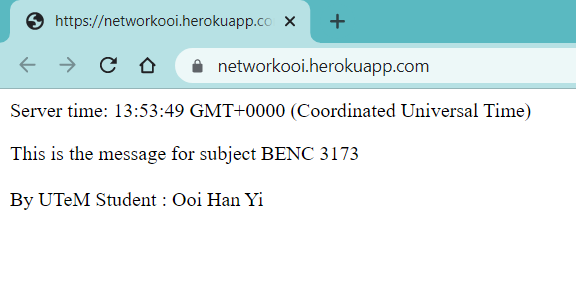 https://networkooi.herokuapp.co
networkooi.herokuapp.com
Server time: 13:53:49 GMT+0000 (Coordinated Universal Time)
This is the message for subject BENC 3173
By UTeM Student : Ooi Han Yi